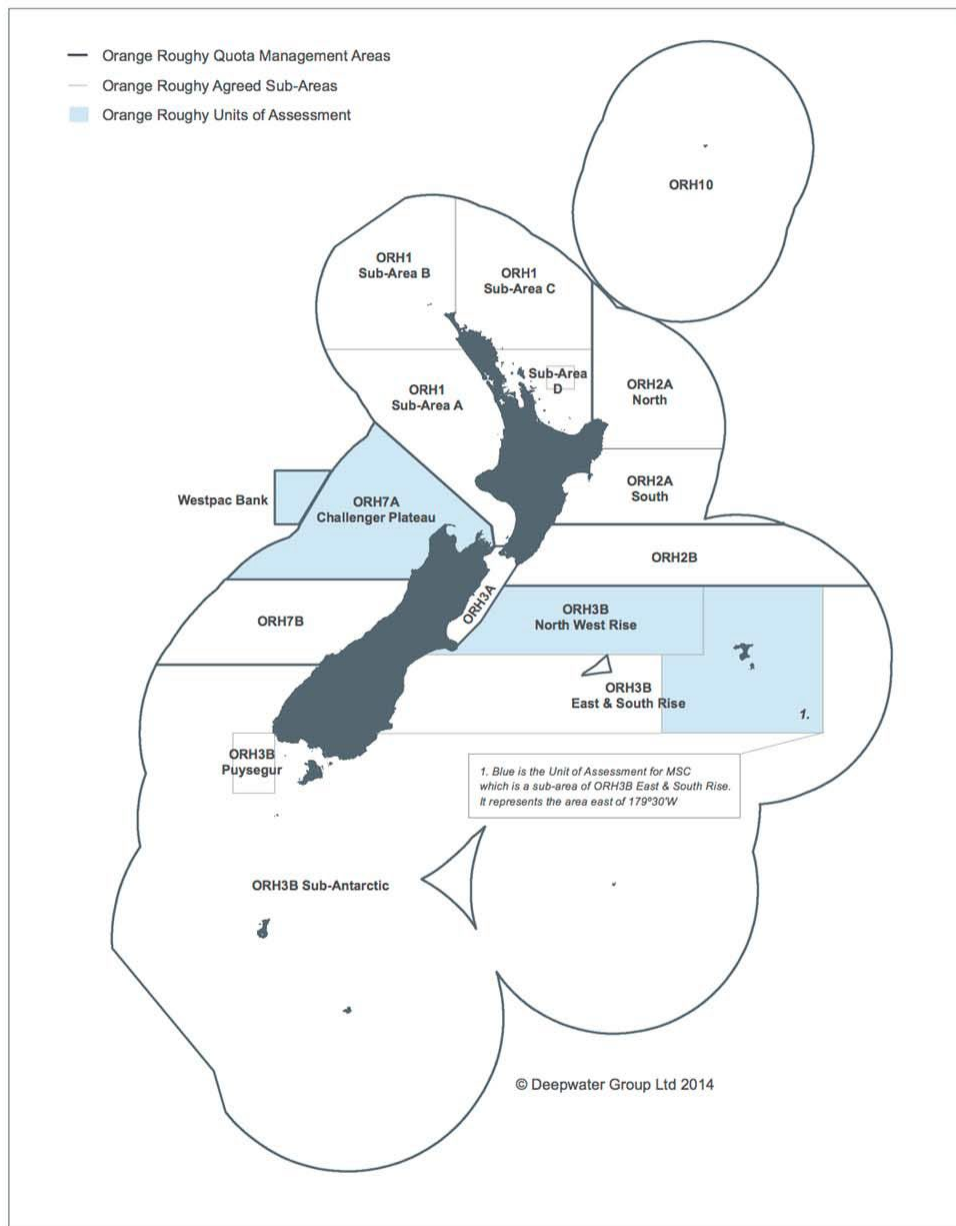 Orange Roughy Quota Management Areas
Orange Roughy Agreed Sub-Areas
Orange Roughy Units of Assessment
ORH10
ORH1
Sub-Area B
ORH1
Sub-Area C
Sub-Area
D
ORH1
Sub-Area A
ORH2A
North
ORH2A
South
Westpac Bank
ORH7A
Challenger Plateau
ORH2B
ORH3A
ORH7B
ORH3B
North West Rise
ORH3B
East & South Rise
1.
ORH3B
Puysegur
1. Blue is the Unit of Assessment for MSC
which is a sub-area of ORH3B East & South Rise.
It represents the area east of 179º30'W
ORH3B Sub-Antarctic
© Deepwater Group Ltd 2014